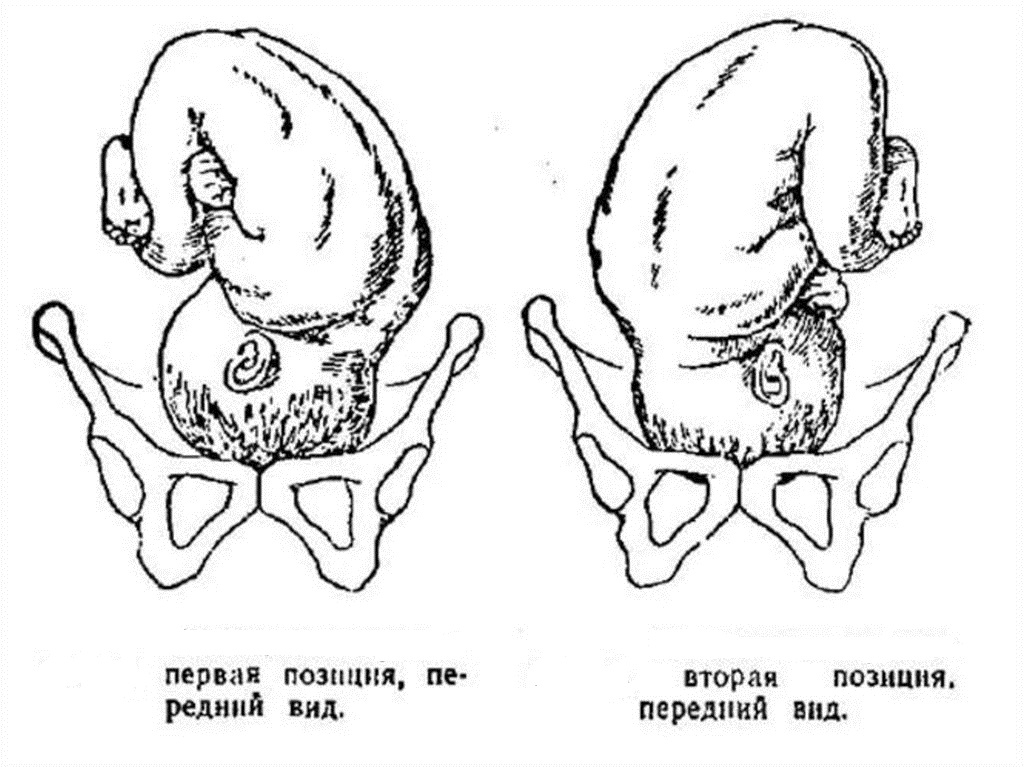 первая позиция, пе-
редний вид.
вторая позиция.
передний вид.